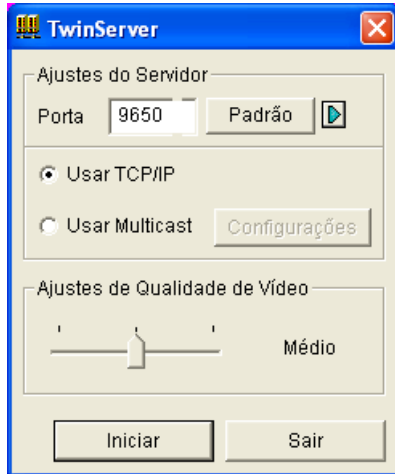 TwinServer
Ajustes do Servidor
Porta 9650 Padrão
Usar TCP/IP
Usar Multicast Configurações
Ajustes de Qualidade de Vídeo
Médio
Iniciar Sair